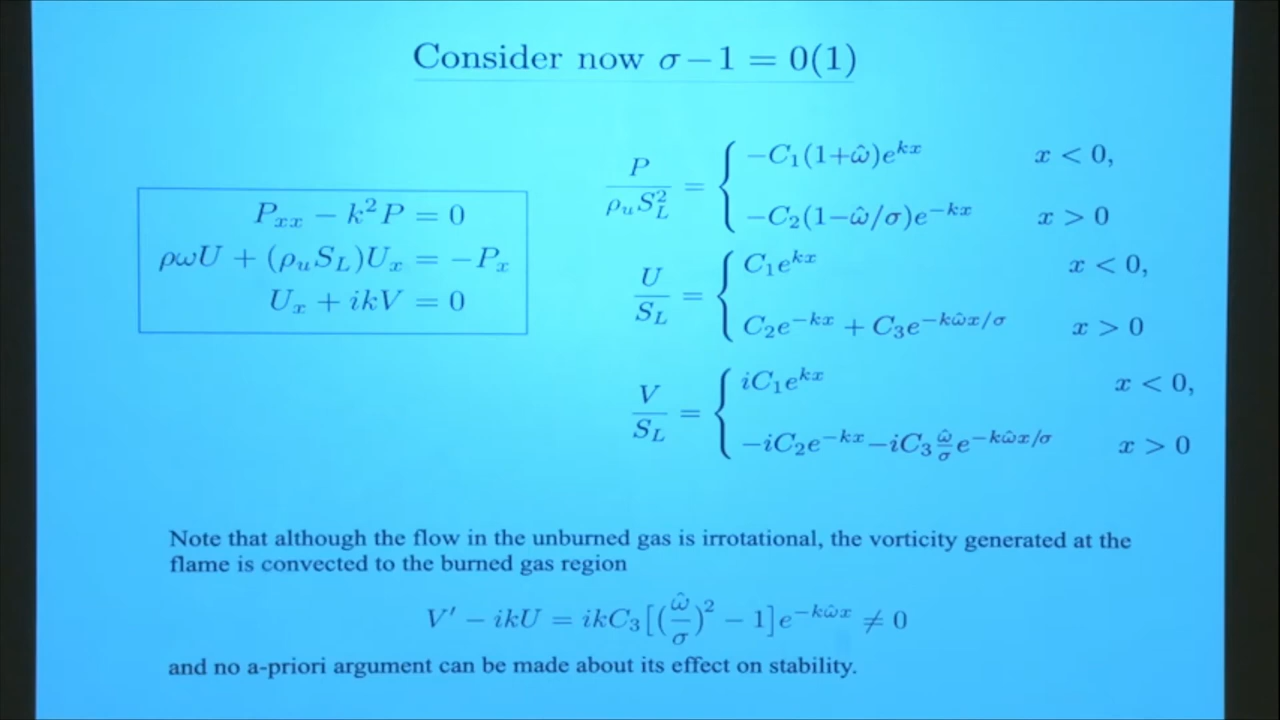 Consider now σ−1 = 0(1)
P_xx − k²P = 0
ρωU + (ρ_u S_L)U_x = −P_x
U_x + ikV = 0
P/(ρ_u S_L²) = { −C₁(1+ω̂)e^{kx}   x < 0,
−C₂(1−ω̂/σ)e^{−kx}   x > 0
U/S_L = { C₁e^{kx}   x < 0,
C₂e^{−kx} + C₃e^{−kω̂x/σ}   x > 0
V/S_L = { iC₁e^{kx}   x < 0,
−iC₂e^{−kx}−iC₃(ω̂/σ)e^{−kω̂x/σ}   x > 0
Note that although the flow in the unburned gas is irrotational, the vorticity generated at the
flame is convected to the burned gas region
V′ − ikU = ikC₃[(ω̂/σ)² − 1]e^{−kω̂x} ≠ 0
and no a-priori argument can be made about its effect on stability.